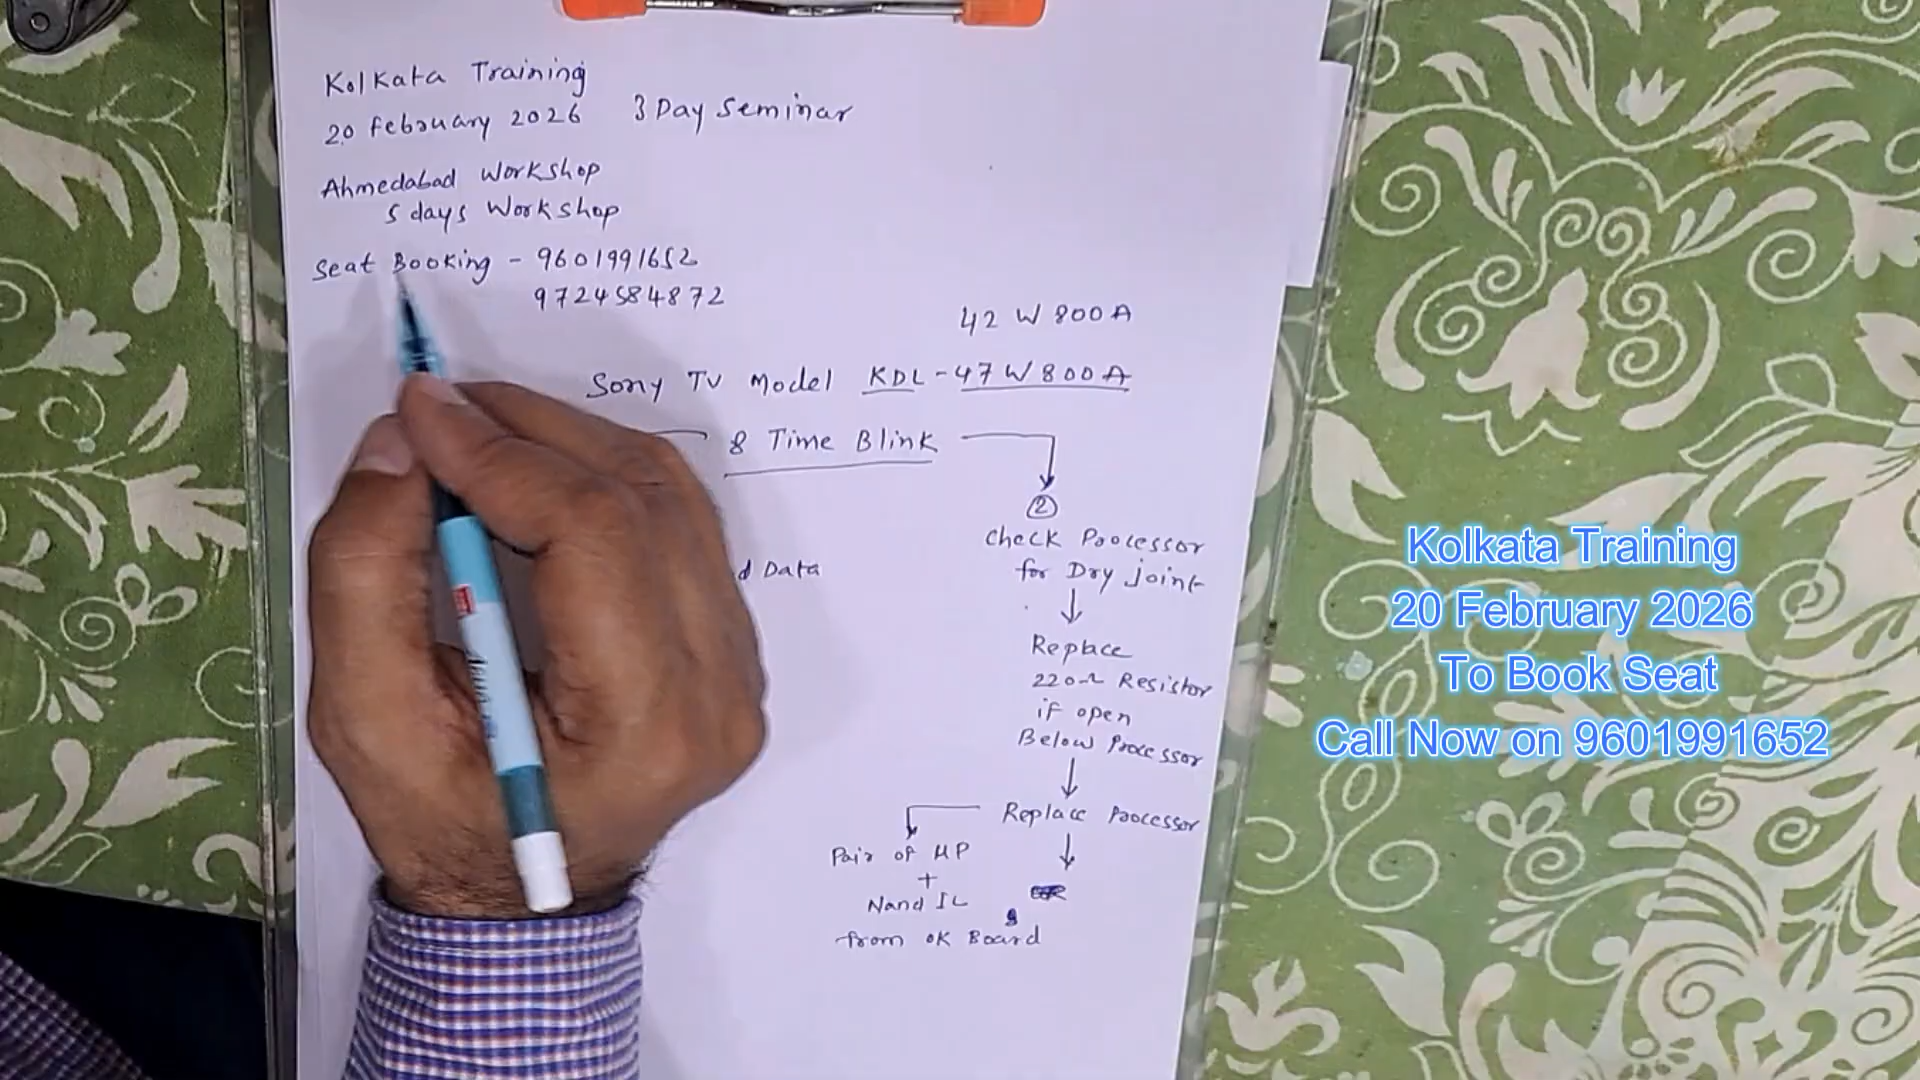 Kolkata Training
20 February 2026 3 Day Seminar
Ahmedabad Workshop
5 days Workshop
Seat Booking - 9601991652
9724584872
42 W 800A
Sony TV Model KDL-47W800A
8 Time Blink
2
Check Processor
for Dry joint
d Data
Replace
220Ω Resistor
if open
Below Processor
Replace Processor
Pair of MP
+
Nand IC
from OK Board
Kolkata Training
20 February 2026
To Book Seat
Call Now on 9601991652